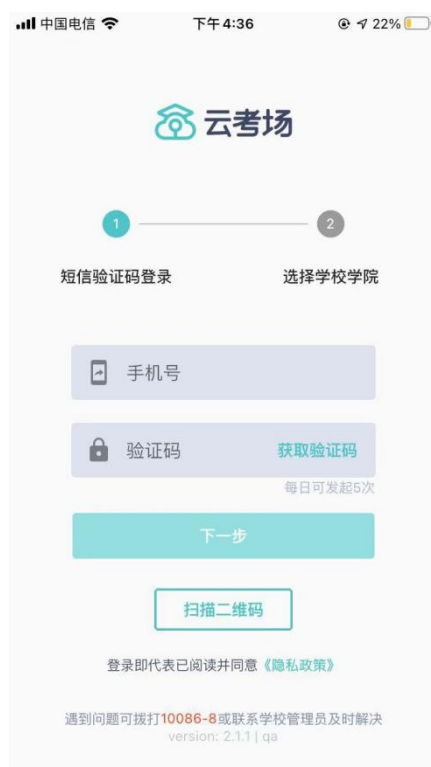 中国电信 下午4:36 22%
云考场
1 2
短信验证码登录 选择学校学院
手机号
验证码 获取验证码
每日可发起5次
下一步
扫描二维码
登录即代表已阅读并同意《隐私政策》
遇到问题可拨打10086-8或联系学校管理员及时解决
version: 2.1.1 | qa